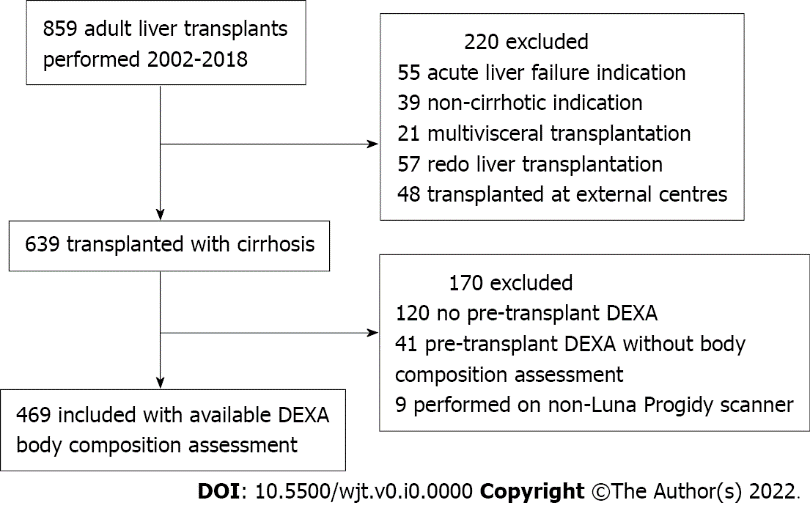 859 adult liver transplants
performed 2002-2018
220 excluded
55 acute liver failure indication
39 non-cirrhotic indication
21 multivisceral transplantation
57 redo liver transplantation
48 transplanted at external centres
639 transplanted with cirrhosis
170 excluded
120 no pre-transplant DEXA
41 pre-transplant DEXA without body
composition assessment
9 performed on non-Luna Progidy scanner
469 included with available DEXA
body composition assessment
DOI: 10.5500/wjt.v0.i0.0000 Copyright ©The Author(s) 2022.